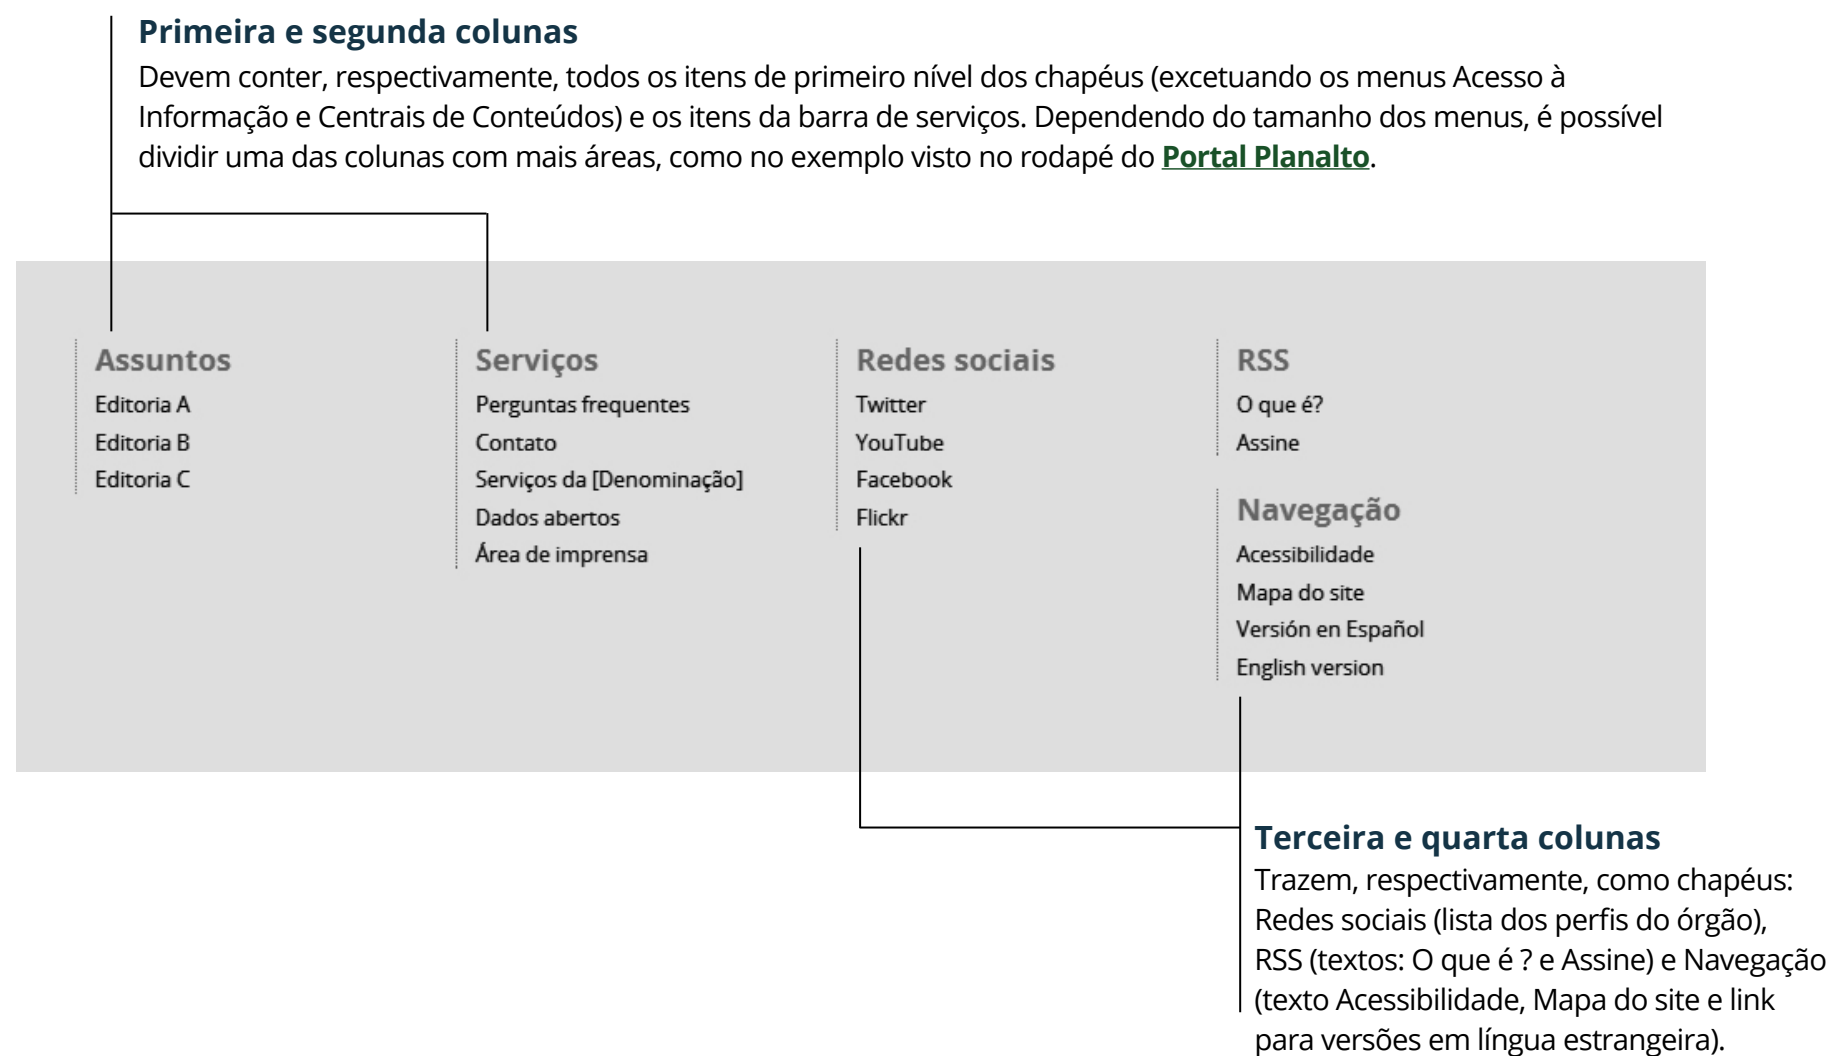 Primeira e segunda colunas
Devem conter, respectivamente, todos os itens de primeiro nível dos chapéus (excetuando os menus Acesso à
Informação e Centrais de Conteúdos) e os itens da barra de serviços. Dependendo do tamanho dos menus, é possível
dividir uma das colunas com mais áreas, como no exemplo visto no rodapé do Portal Planalto.
Assuntos
Editoria A
Editoria B
Editoria C
Serviços
Perguntas frequentes
Contato
Serviços da [Denominação]
Dados abertos
Área de imprensa
Redes sociais
Twitter
YouTube
Facebook
Flickr
RSS
O que é?
Assine
Navegação
Acessibilidade
Mapa do site
Versión en Español
English version
Terceira e quarta colunas
Trazem, respectivamente, como chapéus:
Redes sociais (lista dos perfis do órgão),
RSS (textos: O que é ? e Assine) e Navegação
(texto Acessibilidade, Mapa do site e link
para versões em língua estrangeira).